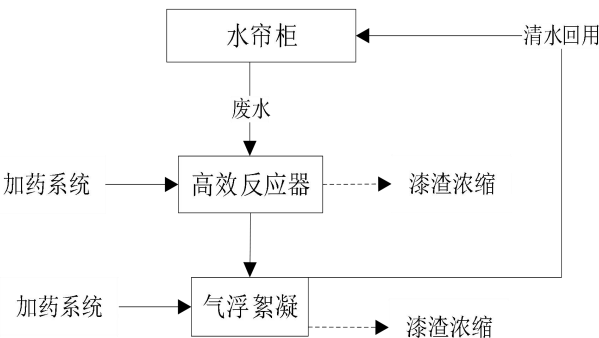 水帘柜
清水回用
废水
加药系统
高效反应器
漆渣浓缩
加药系统
气浮絮凝
漆渣浓缩